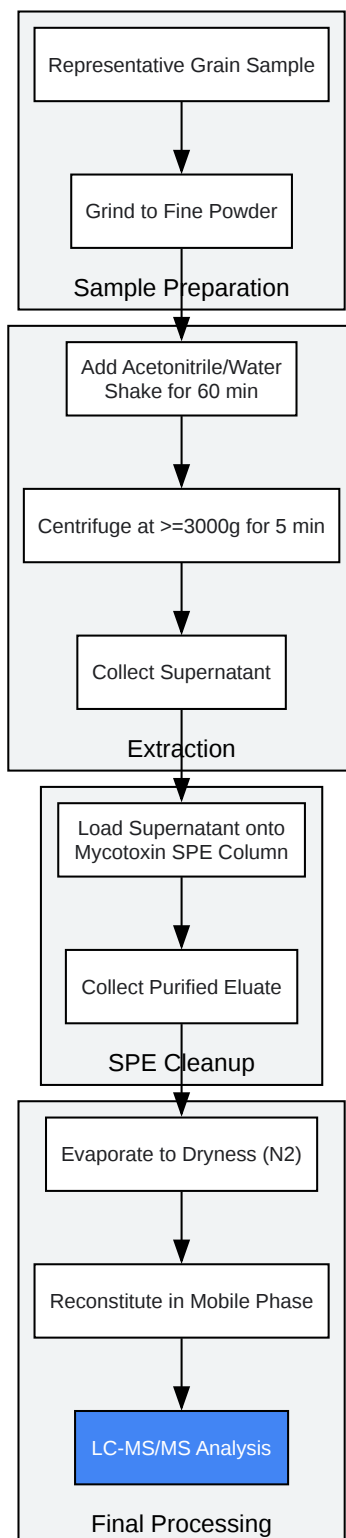 Representative Grain Sample
Grind to Fine Powder
Sample Preparation
Add Acetonitrile/Water
Shake for 60 min
Centrifuge at >=3000g for 5 min
Collect Supernatant
Extraction
Load Supernatant onto
Mycotoxin SPE Column
Collect Purified Eluate
SPE Cleanup
Evaporate to Dryness (N2)
Reconstitute in Mobile Phase
LC-MS/MS Analysis
Final Processing